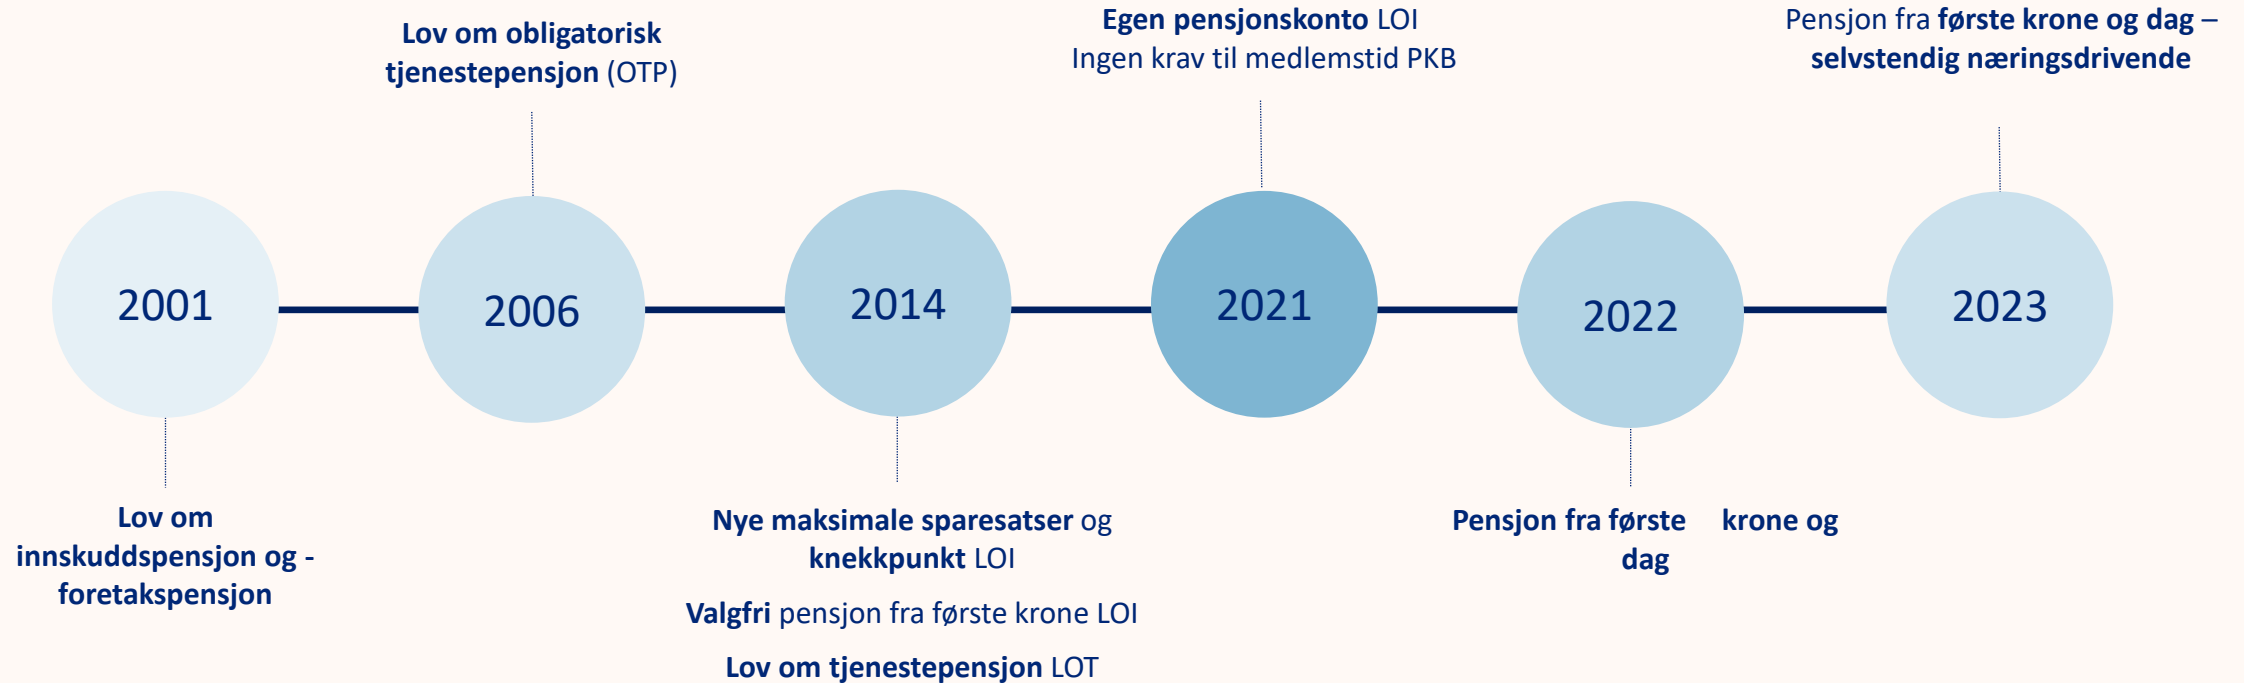 Lov om obligatorisk
tjenestepensjon (OTP)
Egen pensjonskonto LOI
Ingen krav til medlemstid PKB
Pensjon fra første krone og dag –
selvstendig næringsdrivende
2001
2006
2014
2021
2022
2023
Lov om
innskuddspensjon og -
foretakspensjon
Nye maksimale sparesatser og
knekkpunkt LOI
Valgfri pensjon fra første krone LOI
Lov om tjenestepensjon LOT
Pensjon fra første krone og
dag